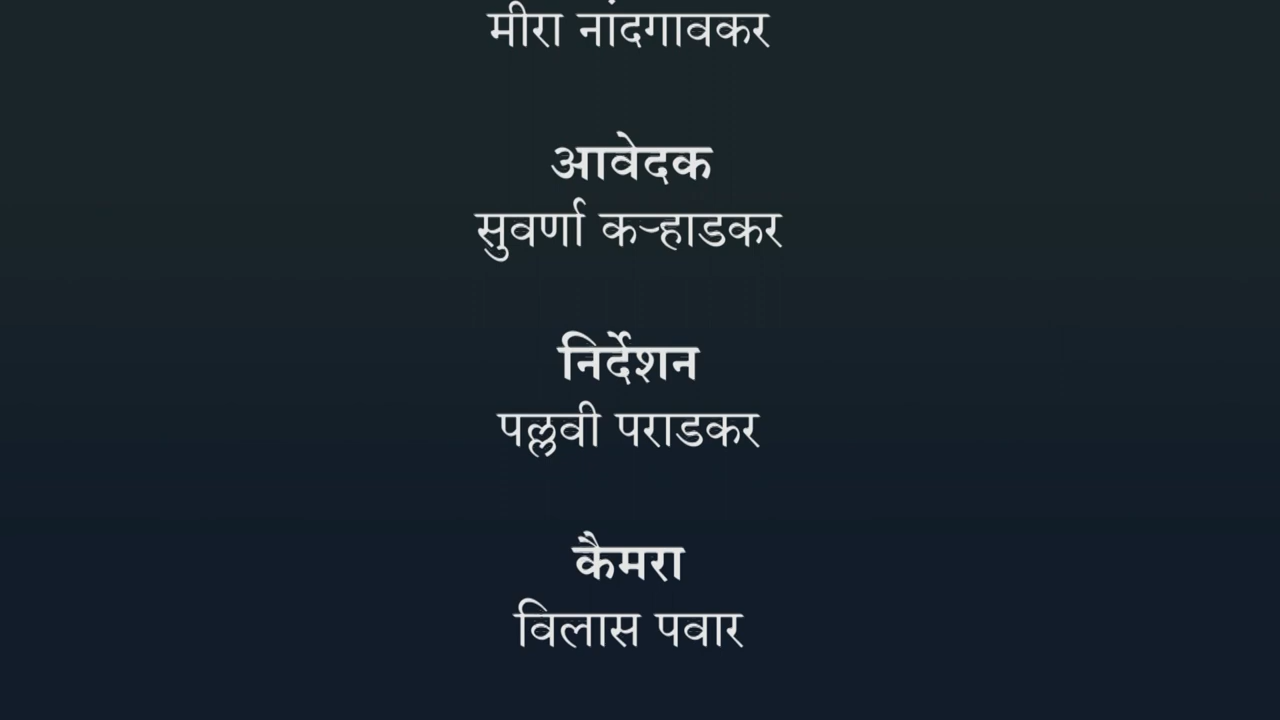 मीरा नांदगावकर
आवेदक
सुवर्णा कऱ्हाडकर
निर्देशन
पल्लवी पराडकर
कैमरा
विलास पवार